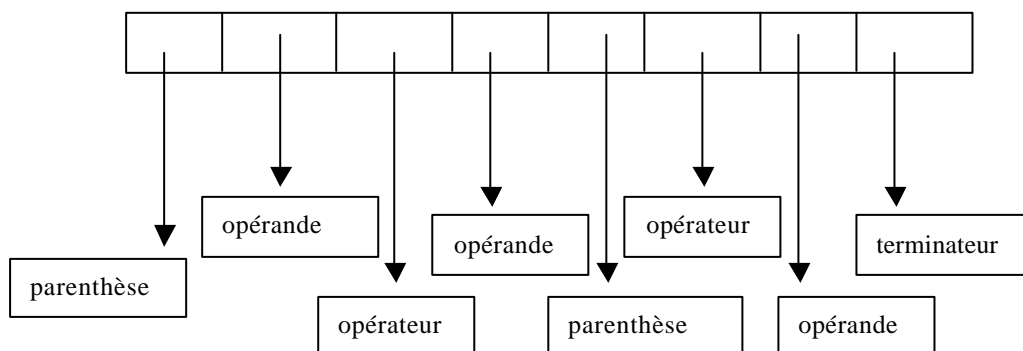 opérande
opérateur
opérande
terminateur
parenthèse
opérateur
parenthèse
opérande